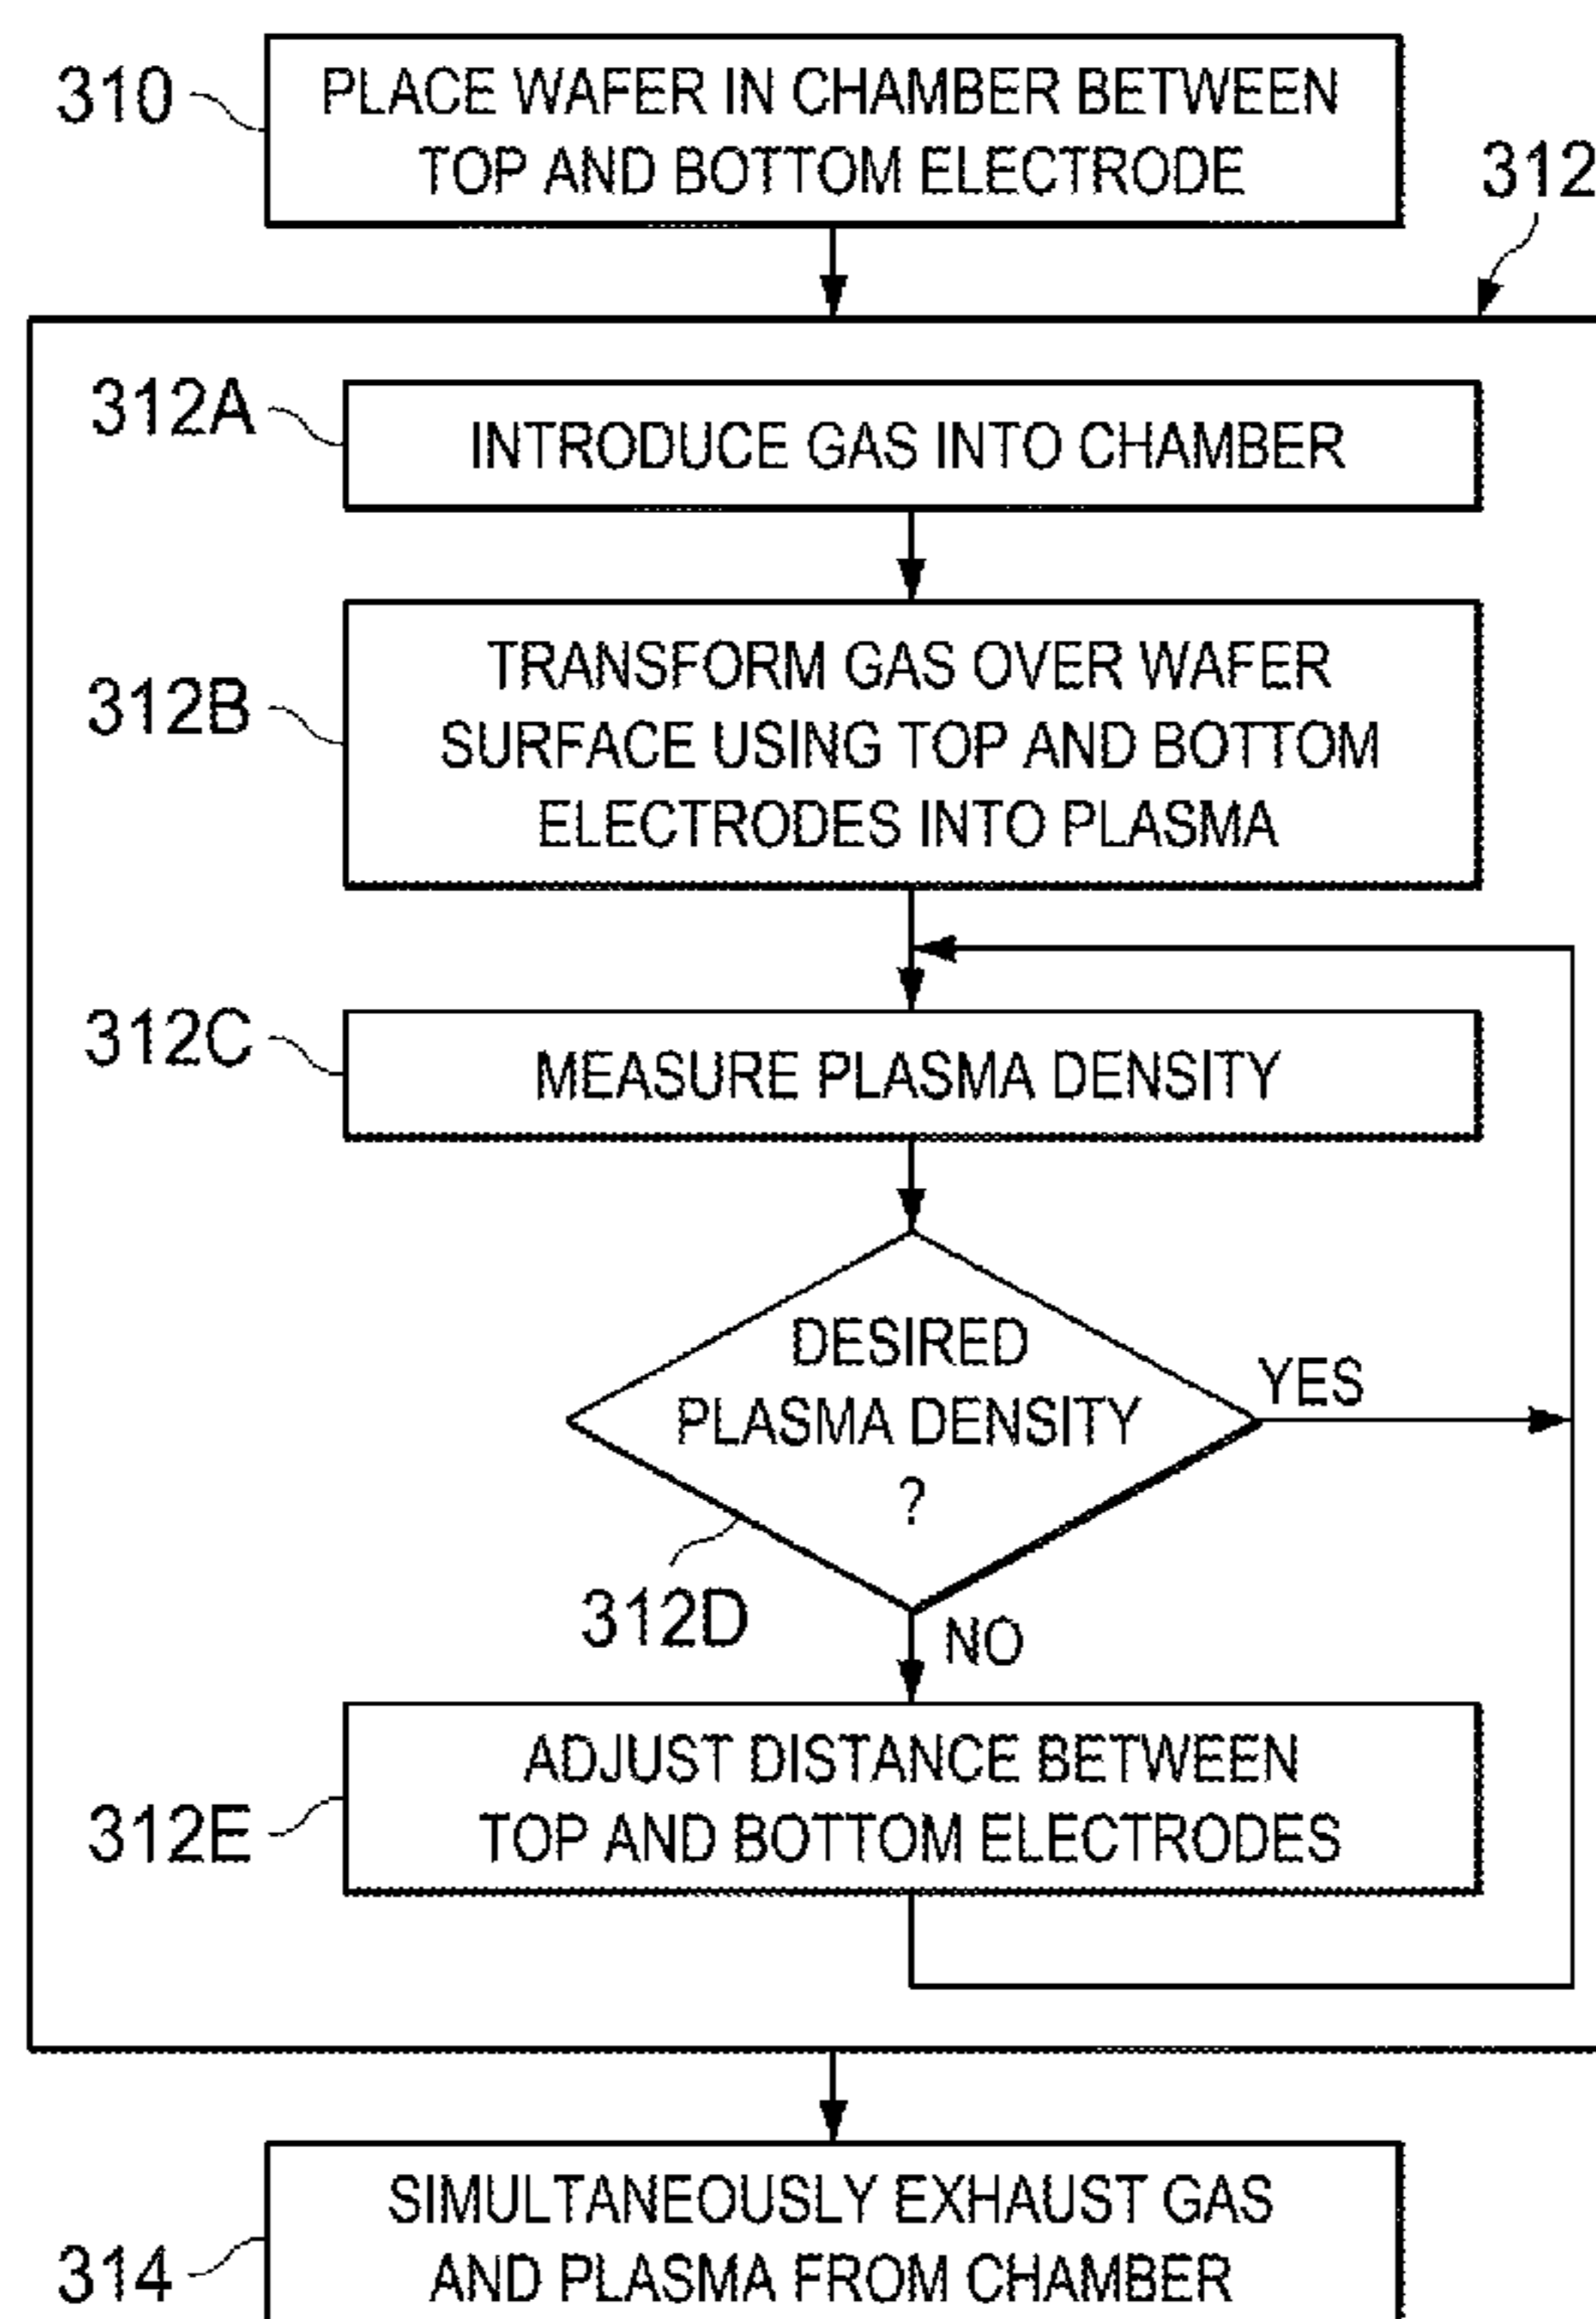 310
PLACE WAFER IN CHAMBER BETWEEN
TOP AND BOTTOM ELECTRODE
312
312A
INTRODUCE GAS INTO CHAMBER
312B
TRANSFORM GAS OVER WAFER
SURFACE USING TOP AND BOTTOM
ELECTRODES INTO PLASMA
312C
MEASURE PLASMA DENSITY
DESIRED
PLASMA DENSITY
?
YES
312D
NO
312E
ADJUST DISTANCE BETWEEN
TOP AND BOTTOM ELECTRODES
314
SIMULTANEOUSLY EXHAUST GAS
AND PLASMA FROM CHAMBER